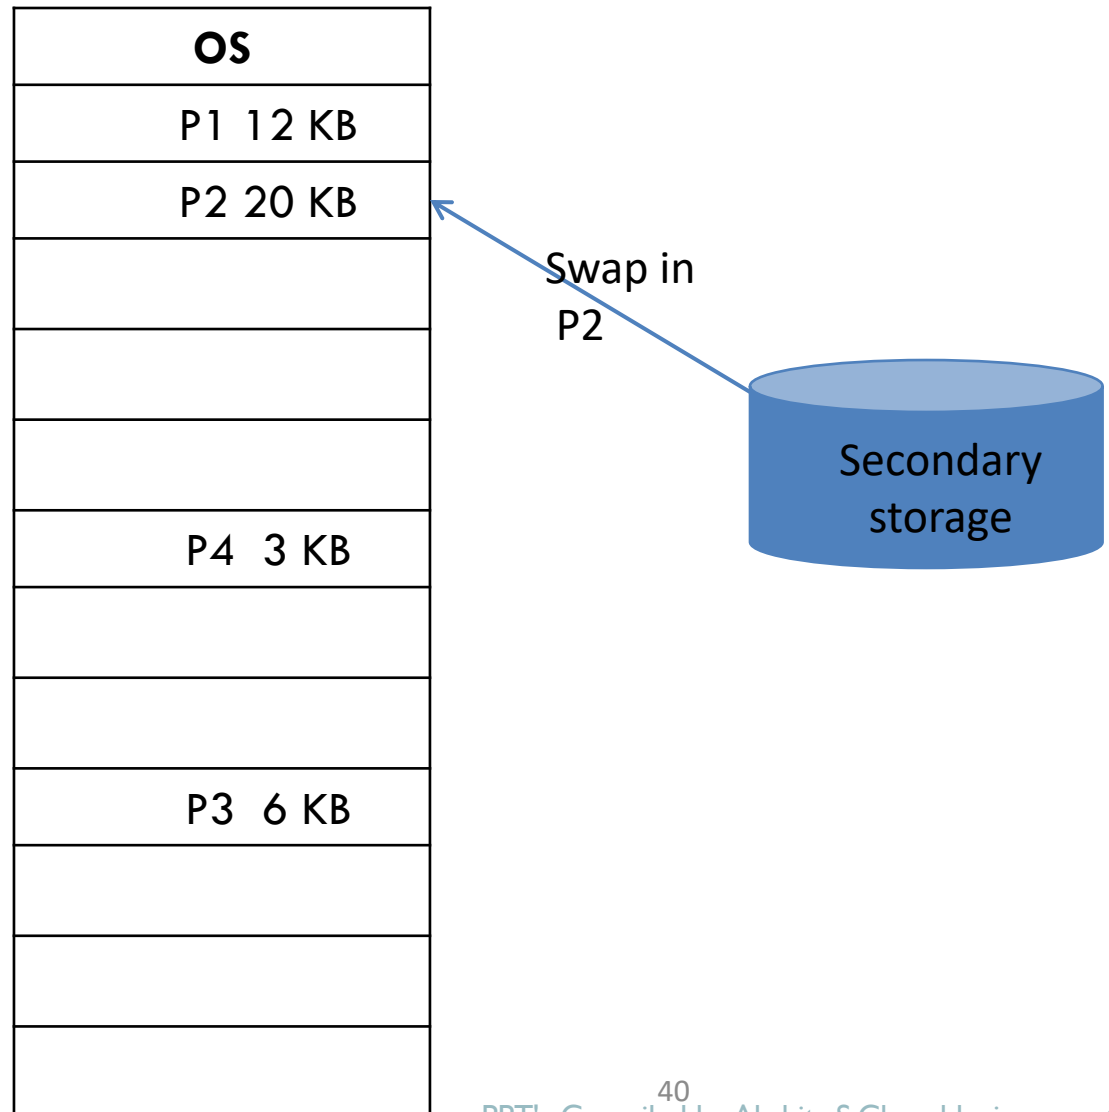 OS
P1 12 KB
P2 20 KB
Swap in
P2
Secondary
storage
P4 3 KB
P3 6 KB
40